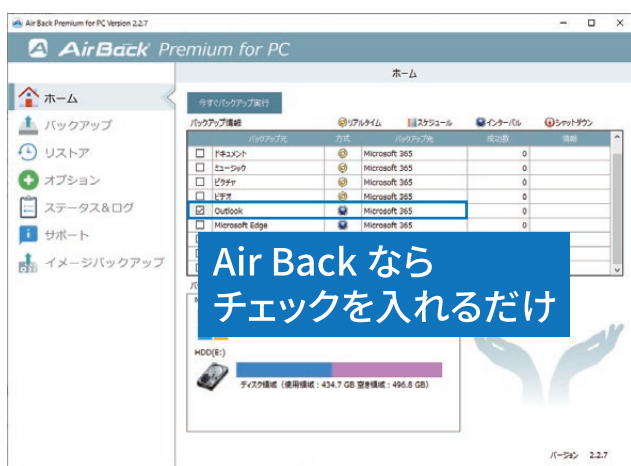 Air Back Premium for PC Version 2.2.7
AirBack Premium for PC
ホーム
ホーム
バックアップ
リストア
オプション
ステータス&ログ
サポート
イメージバックアップ
今すぐバックアップ実行
バックアップ情報 リアルタイム スケジュール インターバル シャットダウン
バックアップ元 方式 バックアップ先 成功数 情報
ドキュメント Microsoft 365 0
ミュージック Microsoft 365 0
ピクチャ Microsoft 365 0
ビデオ Microsoft 365 0
Outlook Microsoft 365 0
Microsoft Edge Microsoft 365 0
Air Back なら
チェックを入れるだけ
HDD(E:)
ディスク領域 (使用領域 : 434.7 GB 空き領域 : 496.8 GB)
バージョン 2.2.7